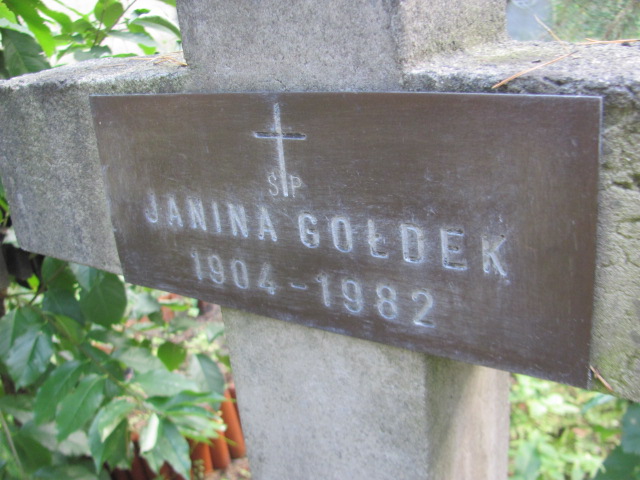 ŚP
JANINA GOŁDEK
1904 - 1982